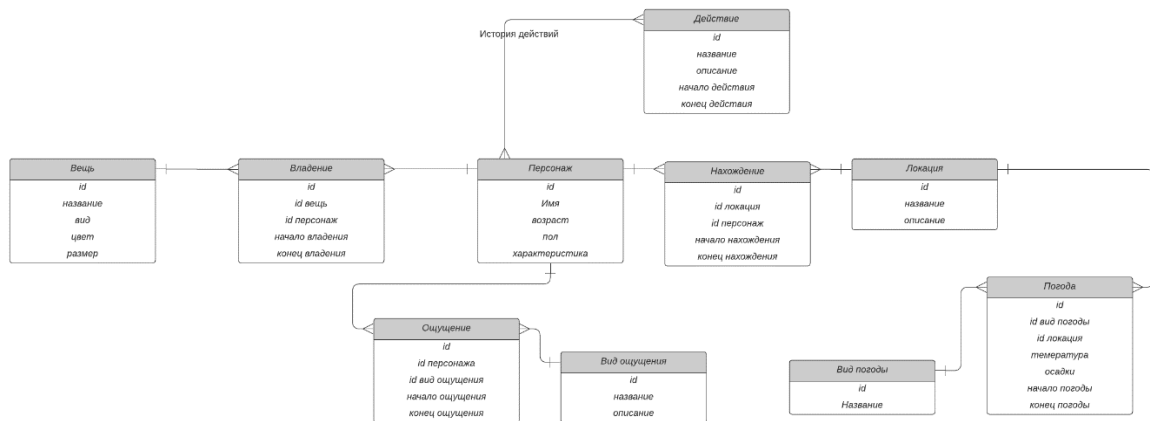 Действие
id
название
описание
начало действия
конец действия
История действий
Вещь
id
название
вид
цвет
размер
Владение
id
id вещь
id персонаж
начало владения
конец владения
Персонаж
id
Имя
возраст
пол
характеристика
Нахождение
id
id локация
id персонаж
начало нахождения
конец нахождения
Локация
id
название
описание
Ощущение
id
id персонажа
id вид ощущения
начало ощущения
конец ощущения
Вид ощущения
id
название
описание
Вид погоды
id
Название
Погода
id
id вид погоды
id локация
темература
осадки
начало погоды
конец погоды